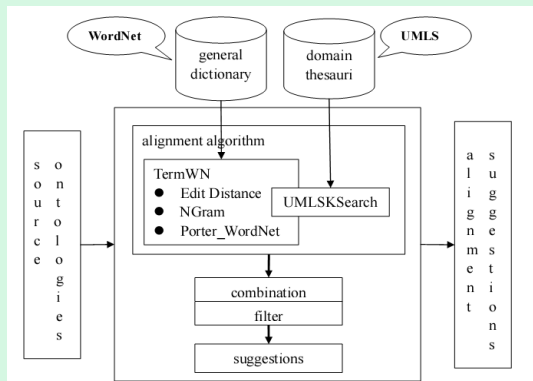 WordNet
UMLS
general
dictionary
domain
thesauri
source
ontologies
alignment algorithm
TermWN
● Edit Distance
● NGram
● Porter_WordNet
UMLSKSearch
combination
filter
suggestions
alignment
suggestions